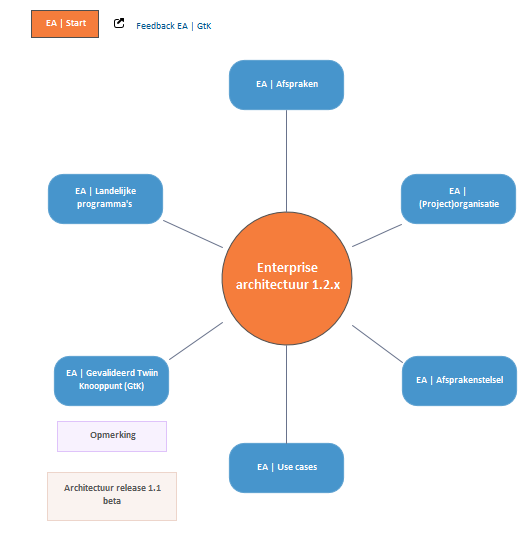 EA | Start
Feedback EA | GtK
EA | Afspraken
EA | Landelijke
programma's
EA |
(Project)organisatie
Enterprise
architectuur 1.2.x
EA | Gevalideerd Twiin
Knooppunt (GtK)
EA | Afsprakenstelsel
Opmerking
EA | Use cases
Architectuur release 1.1
beta